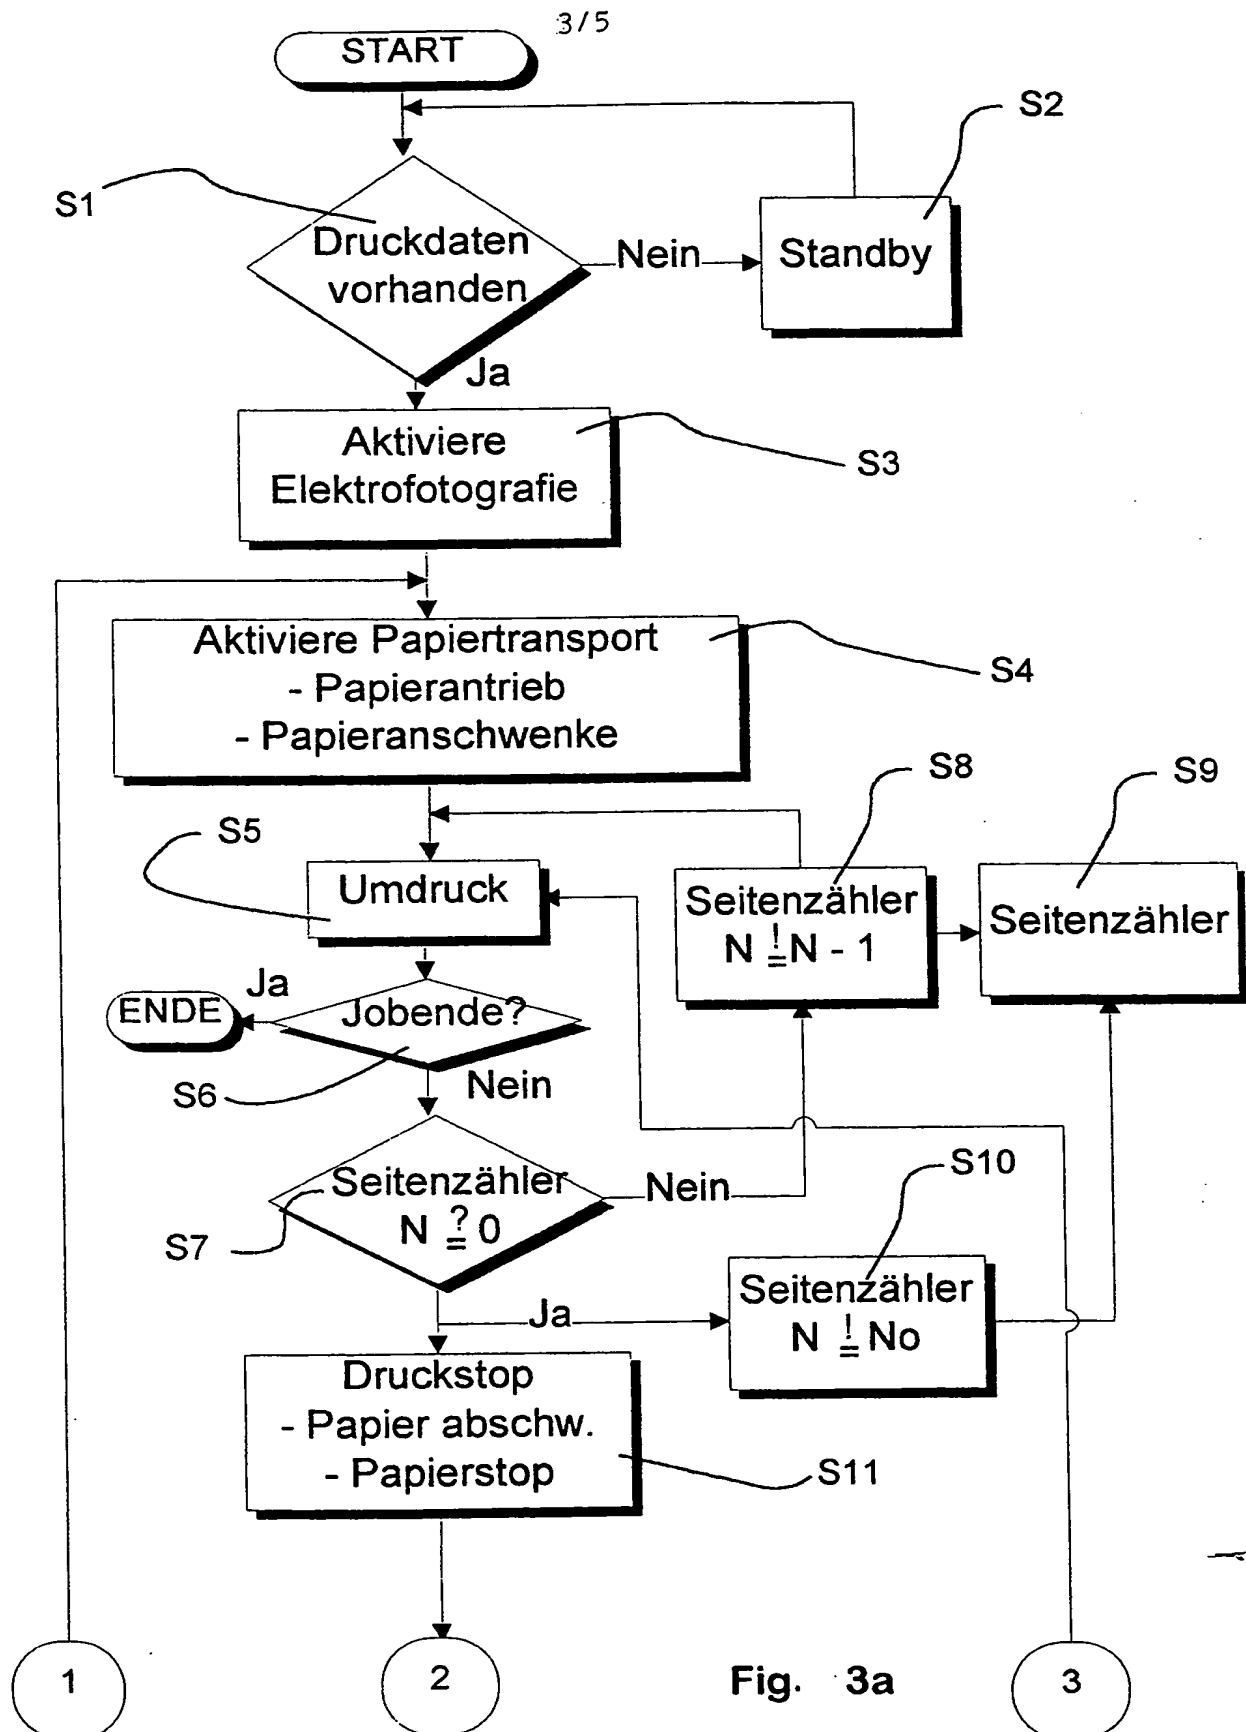 3/5
START
S2
S1
Druckdaten
vorhanden
Nein
Standby
Ja
Aktiviere
Elektrofotografie
S3
Aktiviere Papiertransport
- Papierantrieb
- Papieranschwenke
S4
S8
S9
S5
Umdruck
Seitenzähler
N != N - 1
Seitenzähler
Ja
ENDE
Jobende?
S6
Nein
Seitenzähler
N ?= 0
Nein
S7
S10
Seitenzähler
N != No
Ja
Druckstop
- Papier abschw.
- Papierstop
S11
1
2
Fig. 3a
3